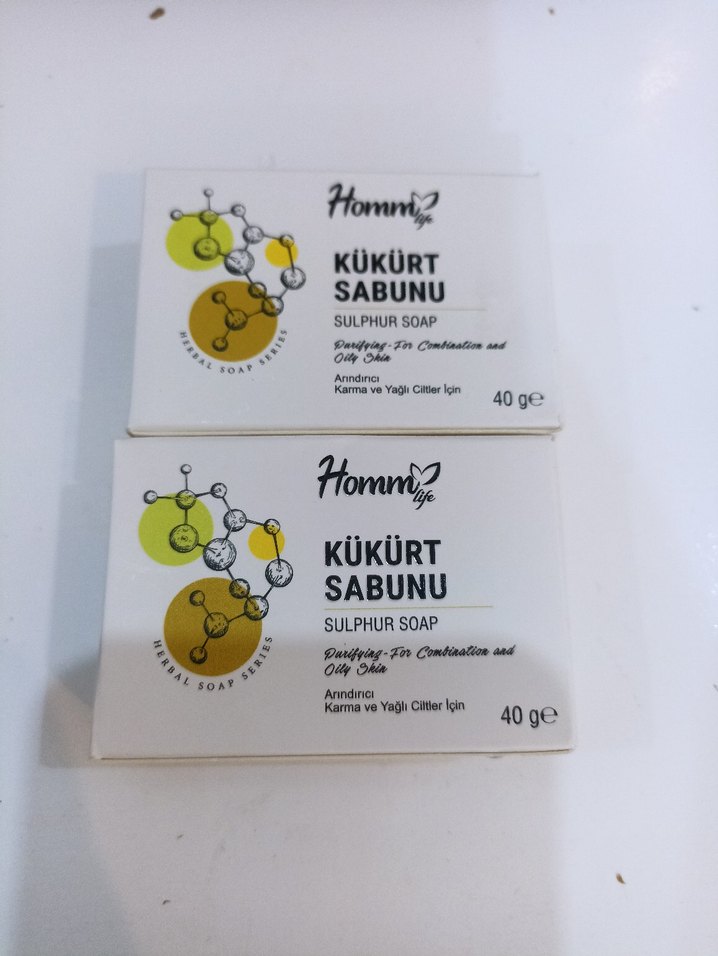 Homm life
KÜKÜRT
SABUNU
SULPHUR SOAP
Purifying-For Combination and
Oily Skin
Arındırıcı
Karma ve Yağlı Ciltler İçin
40 g℮
HERBAL SOAP SERIES
Homm life
KÜKÜRT
SABUNU
SULPHUR SOAP
Purifying-For Combination and
Oily Skin
Arındırıcı
Karma ve Yağlı Ciltler İçin
40 g℮
HERBAL SOAP SERIES